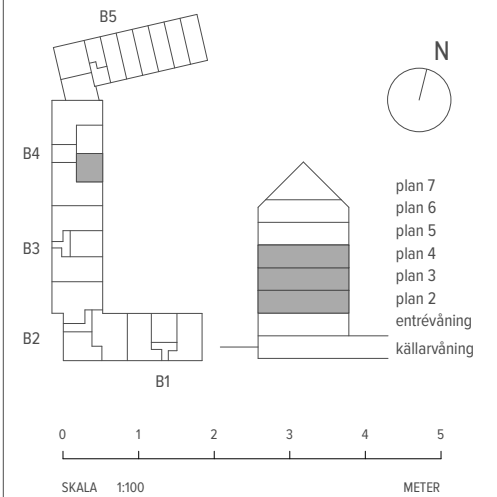 B5
N
B4
B3
B2
B1
plan 7
plan 6
plan 5
plan 4
plan 3
plan 2
entrévåning
källarvåning
0 1 2 3 4 5
SKALA 1:100 METER